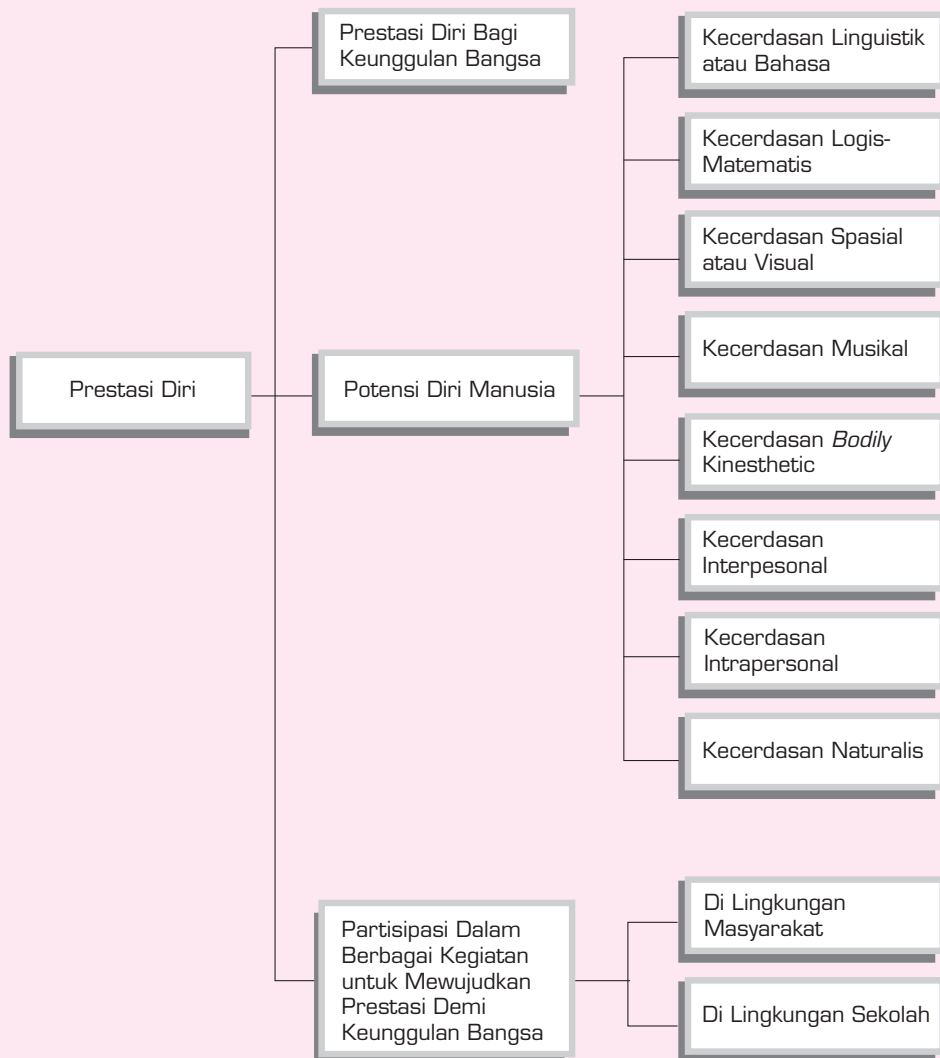 Prestasi Diri
Prestasi Diri Bagi
Keunggulan Bangsa
Potensi Diri Manusia
Kecerdasan Linguistik
atau Bahasa
Kecerdasan Logis-
Matematis
Kecerdasan Spasial
atau Visual
Kecerdasan Musikal
Kecerdasan Bodily
Kinesthetic
Kecerdasan
Interpesonal
Kecerdasan
Intrapersonal
Kecerdasan Naturalis
Partisipasi Dalam
Berbagai Kegiatan
untuk Mewujudkan
Prestasi Demi
Keunggulan Bangsa
Di Lingkungan
Masyarakat
Di Lingkungan Sekolah